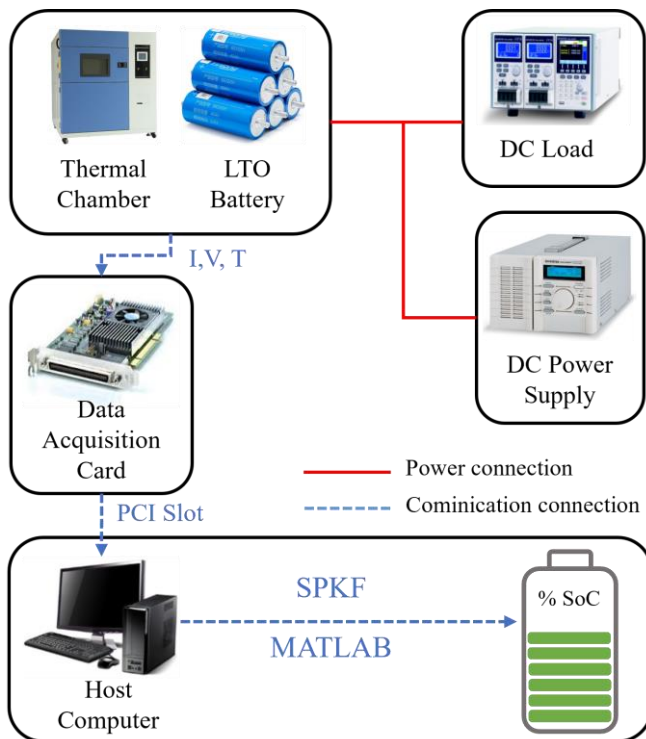 Thermal
Chamber
LTO
Battery
DC Load
I,V, T
DC Power
Supply
Data
Acquisition
Card
Power connection
Cominication connection
PCI Slot
SPKF
MATLAB
% SoC
Host
Computer